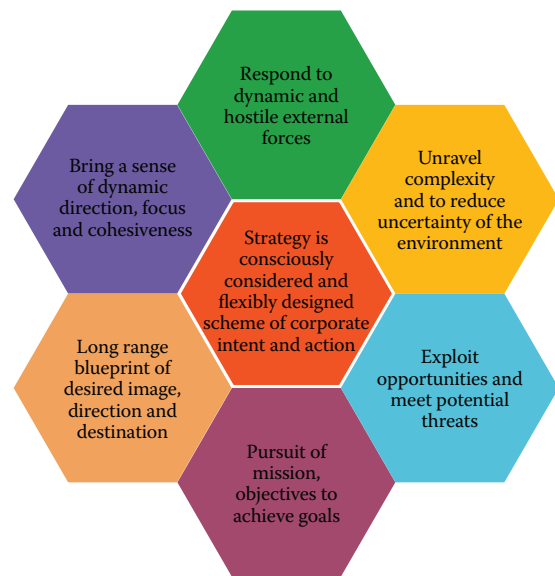 Respond to
dynamic and
hostile external
forces
Unravel
complexity
and to reduce
uncertainty of the
environment
Bring a sense
of dynamic
direction, focus
and cohesiveness
Strategy is
consciously
considered and
flexibly designed
scheme of corporate
intent and action
Long range
blueprint of
desired image,
direction and
destination
Exploit
opportunities and
meet potential
threats
Pursuit of
mission,
objectives to
achieve goals